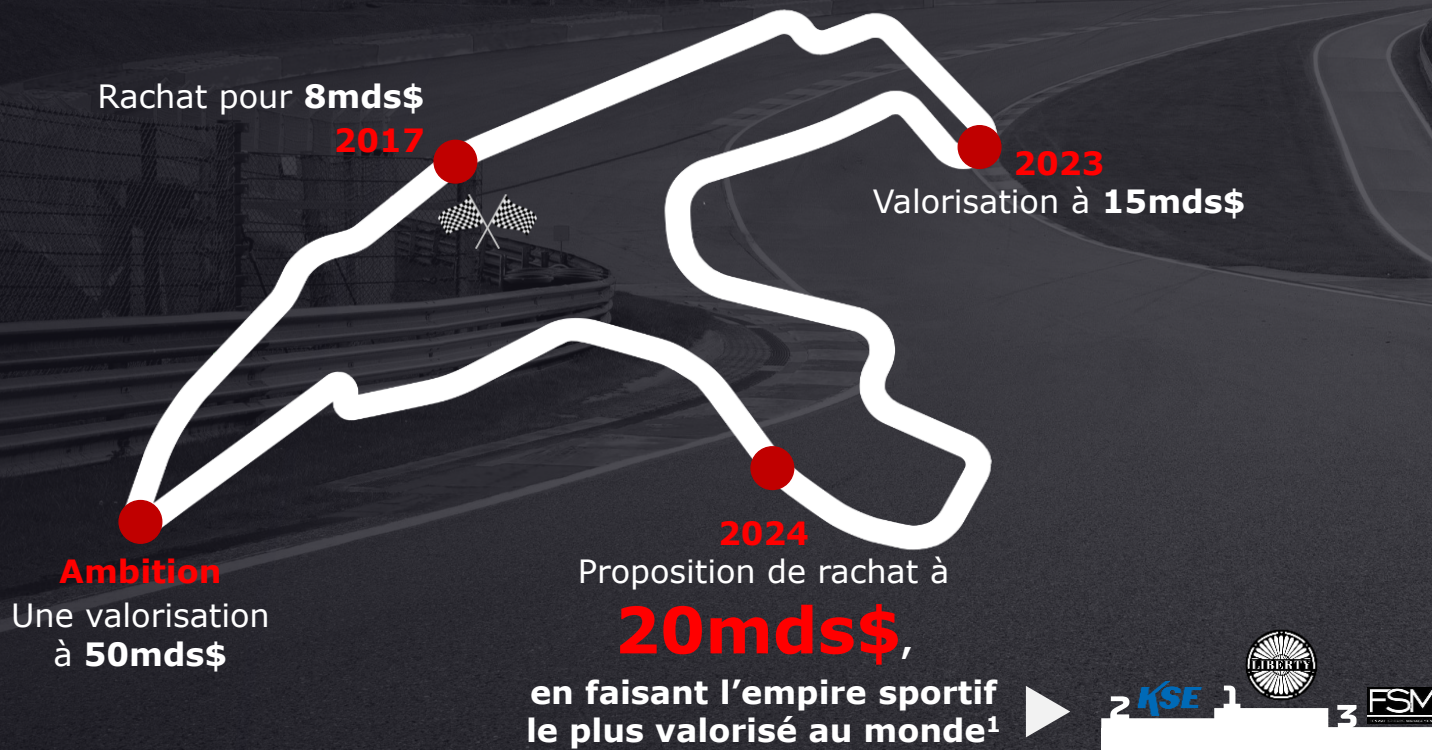 Rachat pour 8mds$
2017
2023
Valorisation à 15mds$
Ambition
Une valorisation
à 50mds$
2024
Proposition de rachat à
20mds$,
en faisant l’empire sportif
le plus valorisé au monde¹
2 KSE 1 LIBERTY 3 FSM